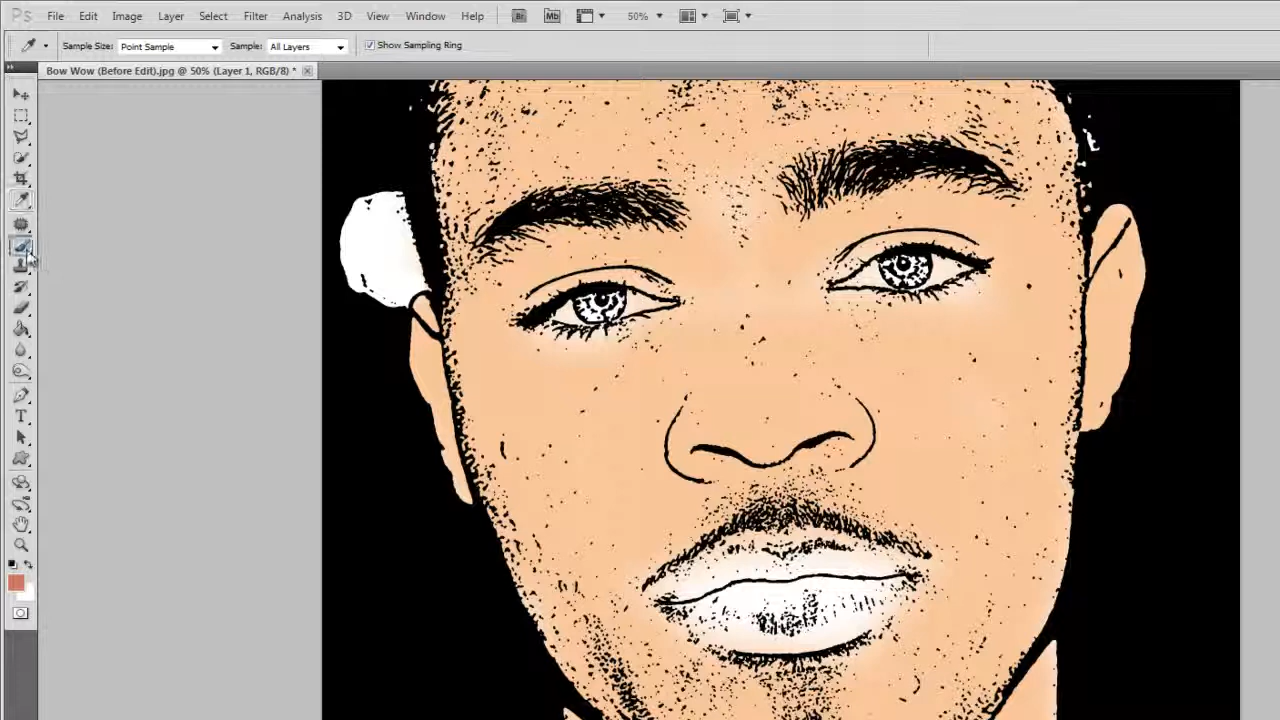 Ps File Edit Image Layer Select Filter Analysis 3D View Window Help Br Mb 50%
Sample Size: Point Sample Sample: All Layers Show Sampling Ring
Bow Wow (Before Edit).jpg @ 50% (Layer 1, RGB/8) *
T